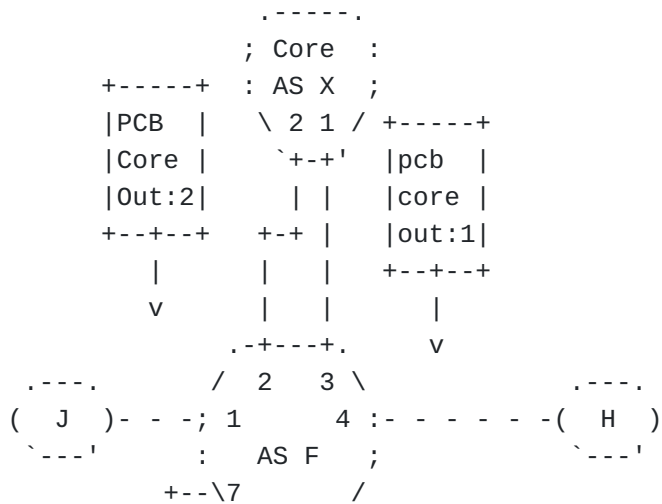 Core
AS X
PCB
2 1
Core
pcb
Out:2
core
out:1
v
v
2 3
J 1 4 H
AS F
7